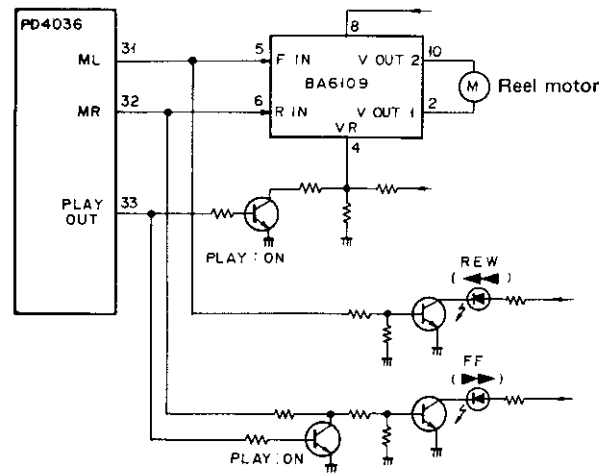 PD4036
ML 31
MR 32
PLAY OUT 33
8
5 F IN
V OUT 2 10
BA6109
6 R IN
V OUT 1 2
VR
4
M
Reel motor
PLAY : ON
REW
(◀◀)
FF
(▶▶)
PLAY : ON